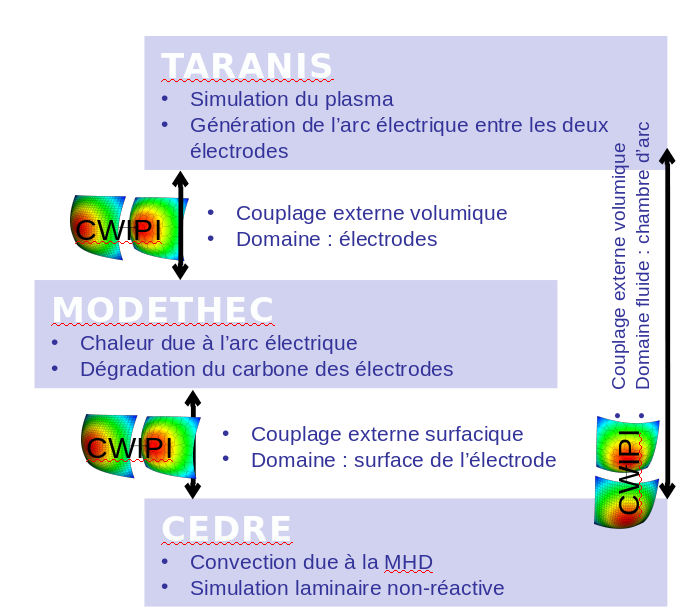 TARANIS
• Simulation du plasma
• Génération de l’arc électrique entre les deux
électrodes
CWIPI
• Couplage externe volumique
• Domaine : électrodes
MODETHEC
• Chaleur due à l’arc électrique
• Dégradation du carbone des électrodes
CWIPI
• Couplage externe surfacique
• Domaine : surface de l’électrode
CEDRE
• Convection due à la MHD
• Simulation laminaire non-réactive
• Couplage externe volumique
• Domaine fluide : chambre d’arc
CWIPI